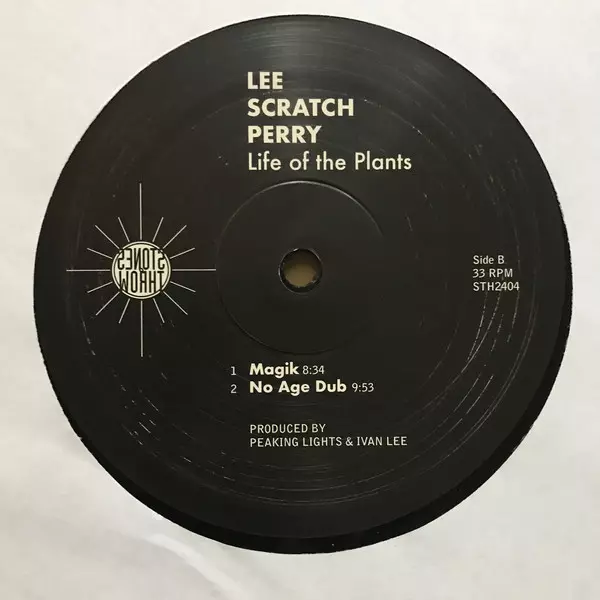 LEE
SCRATCH
PERRY
Life of the Plants
STONES
THROW
Side B
33 RPM
STH2404
1 Magik 8:34
2 No Age Dub 9:53
PRODUCED BY
PEAKING LIGHTS & IVAN LEE